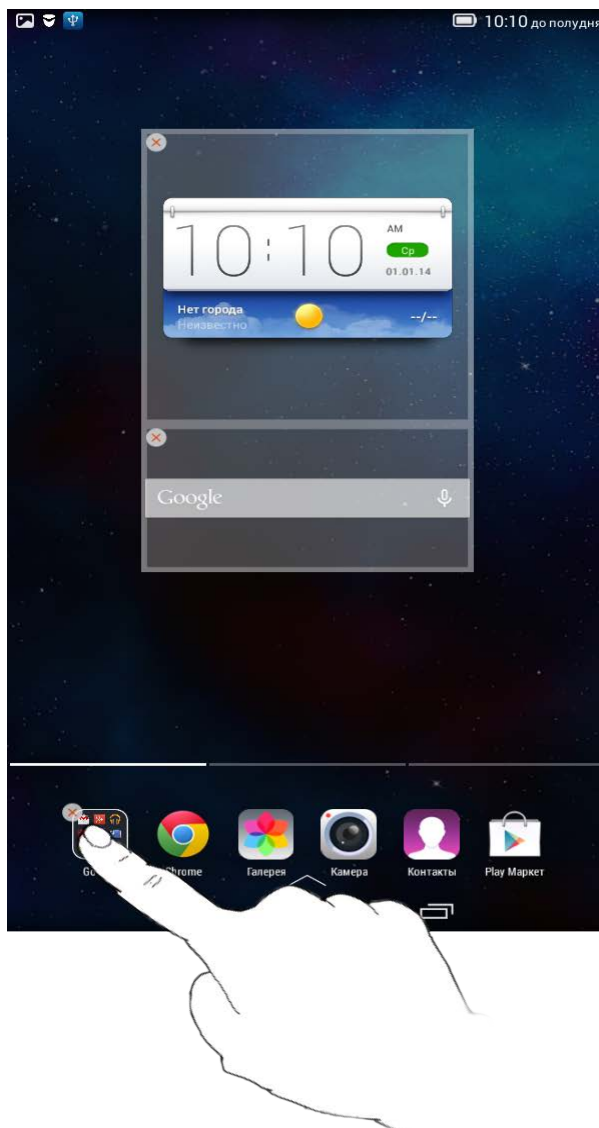 10:10 до полудня
10:10
AM
Ср
01.01.14
Нет города
Неизвестно
--/--
Google
Chrome
Галерея
Камера
Контакты
Play Маркет